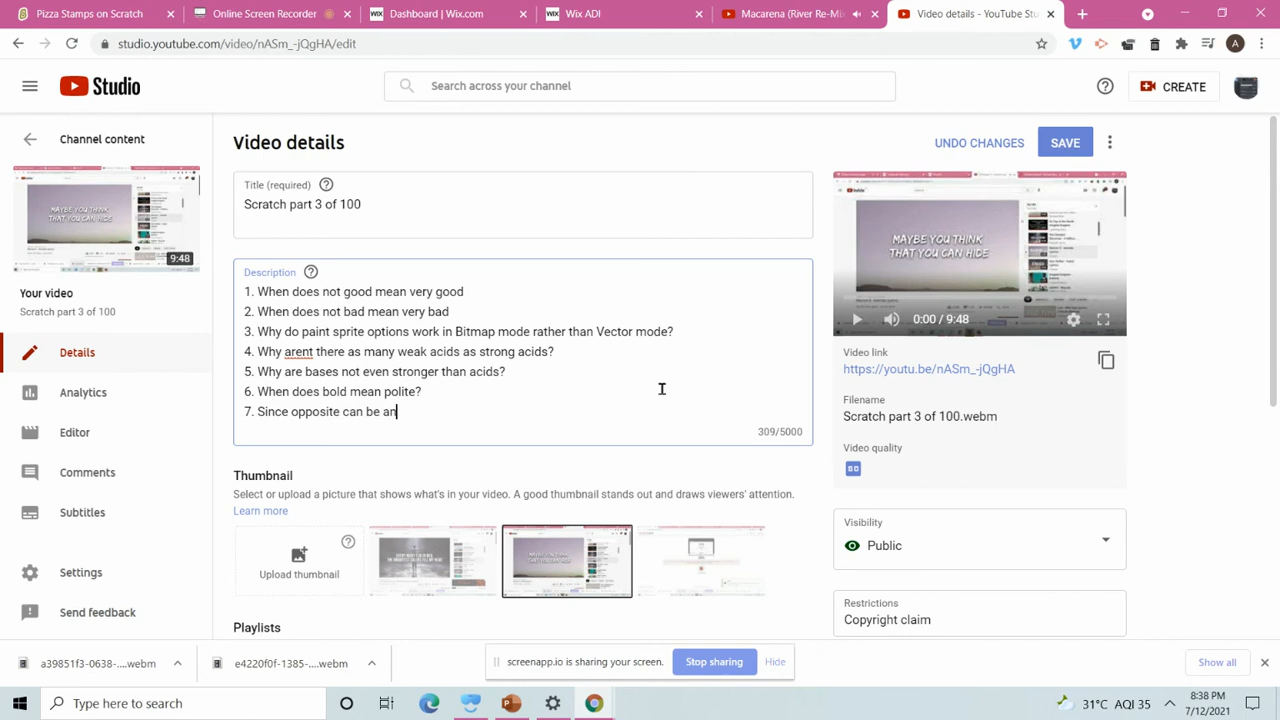 Pizza Stamps on Scratch
Online Screen Recorder
Dashboard | Wix.com
Wix ADI
Macarena (River Re-Mi
Video details - YouTube Stu
studio.youtube.com/video/nASm_-jQgHA/edit
A
Studio
Search across your channel
CREATE
Channel content
9:48
Your video
Scratch part 3 of 100
Details
Analytics
Editor
Comments
Subtitles
Settings
Send feedback
Video details
UNDO CHANGES
SAVE
Title (required)
Scratch part 3 of 100
Description
1. When does not good mean very good
2. When does not bad mean very bad
3. Why do paint some options work in Bitmap mode rather than Vector mode?
4. Why arent there as many weak acids as strong acids?
5. Why are bases not even stronger than acids?
6. When does bold mean polite?
7. Since opposite can be an
309/5000
Thumbnail
Select or upload a picture that shows what's in your video. A good thumbnail stands out and draws viewers' attention.
Learn more
Upload thumbnail
Playlists
MAYBE YOU THINK
THAT YOU CAN HIDE
0:00 / 9:48
Video link
https://youtu.be/nASm_-jQgHA
Filename
Scratch part 3 of 100.webm
Video quality
Visibility
Public
Restrictions
Copyright claim
a39851f3-0638-....webm
e4220f0f-1385-....webm
screenapp.io is sharing your screen.
Stop sharing
Hide
Show all
Type here to search
31°C AQI 35
8:38 PM
7/12/2021